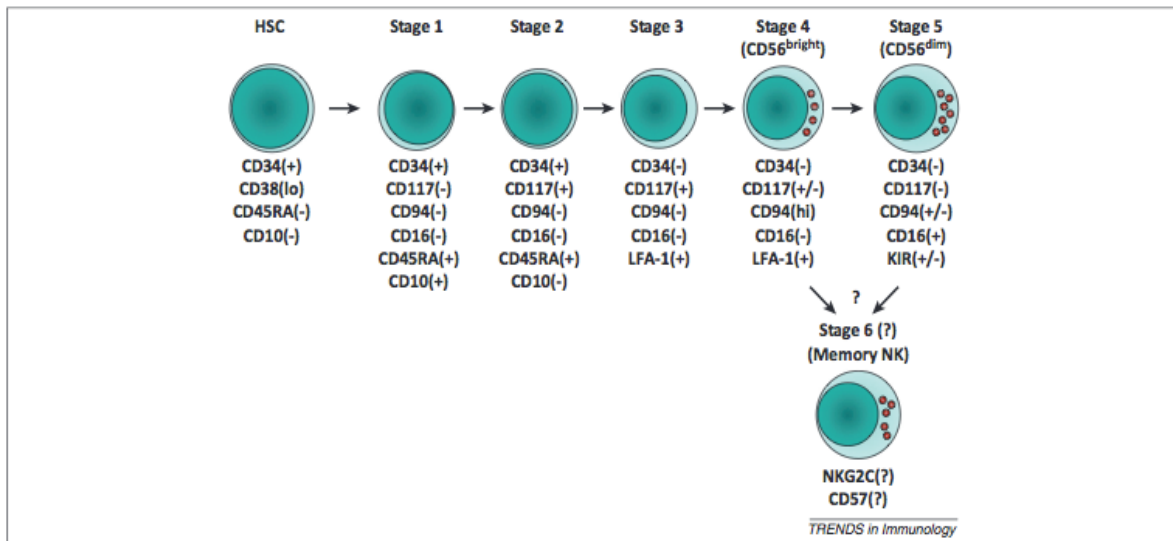 HSC
Stage 1
Stage 2
Stage 3
Stage 4
(CD56bright)
Stage 5
(CD56dim)
CD34(+)
CD38(lo)
CD45RA(-)
CD10(-)
CD34(+)
CD117(-)
CD94(-)
CD16(-)
CD45RA(+)
CD10(+)
CD34(+)
CD117(+)
CD94(-)
CD16(-)
CD45RA(+)
CD10(-)
CD34(-)
CD117(+)
CD94(-)
CD16(-)
LFA-1(+)
CD34(-)
CD117(+/-)
CD94(hi)
CD16(-)
LFA-1(+)
CD34(-)
CD117(-)
CD94(+/-)
CD16(+)
KIR(+/-)
?
Stage 6 (?)
(Memory NK)
NKG2C(?)
CD57(?)
TRENDS in Immunology